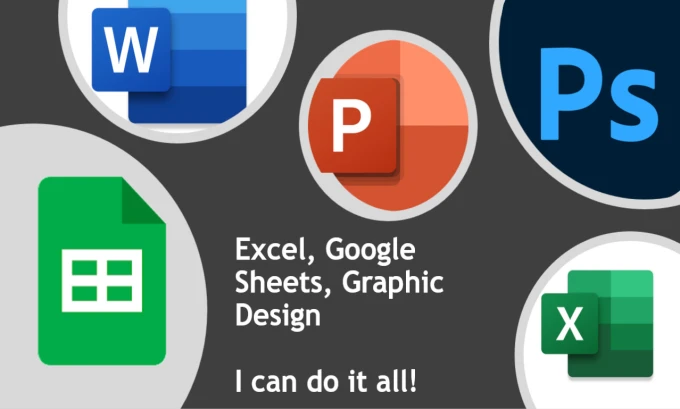 W
P
Ps
Excel, Google
Sheets, Graphic
Design
I can do it all!
X